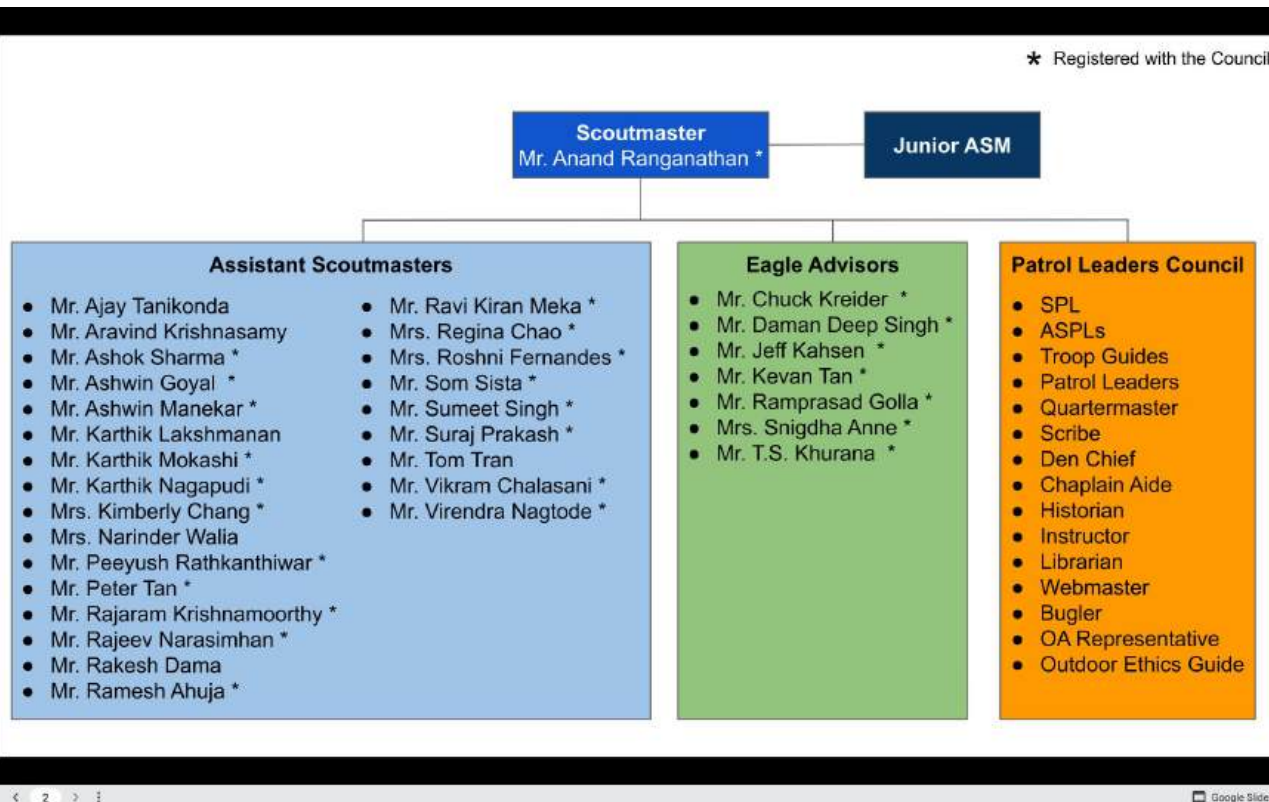 * Registered with the Council
Scoutmaster
Mr. Anand Ranganathan *
Junior ASM
Assistant Scoutmasters
● Mr. Ajay Tanikonda
● Mr. Aravind Krishnasamy
● Mr. Ashok Sharma *
● Mr. Ashwin Goyal *
● Mr. Ashwin Manekar *
● Mr. Karthik Lakshmanan
● Mr. Karthik Mokashi *
● Mr. Karthik Nagapudi *
● Mrs. Kimberly Chang *
● Mrs. Narinder Walia
● Mr. Peeyush Rathkanthiwar *
● Mr. Peter Tan *
● Mr. Rajaram Krishnamoorthy *
● Mr. Rajeev Narasimhan *
● Mr. Rakesh Dama
● Mr. Ramesh Ahuja *
● Mr. Ravi Kiran Meka *
● Mrs. Regina Chao *
● Mrs. Roshni Fernandes *
● Mr. Som Sista *
● Mr. Sumeet Singh *
● Mr. Suraj Prakash *
● Mr. Tom Tran
● Mr. Vikram Chalasani *
● Mr. Virendra Nagtode *
Eagle Advisors
● Mr. Chuck Kreider *
● Mr. Daman Deep Singh *
● Mr. Jeff Kahsen *
● Mr. Kevan Tan *
● Mr. Ramprasad Golla *
● Mrs. Snigdha Anne *
● Mr. T.S. Khurana *
Patrol Leaders Council
● SPL
● ASPLs
● Troop Guides
● Patrol Leaders
● Quartermaster
● Scribe
● Den Chief
● Chaplain Aide
● Historian
● Instructor
● Librarian
● Webmaster
● Bugler
● OA Representative
● Outdoor Ethics Guide
2
Google Slide